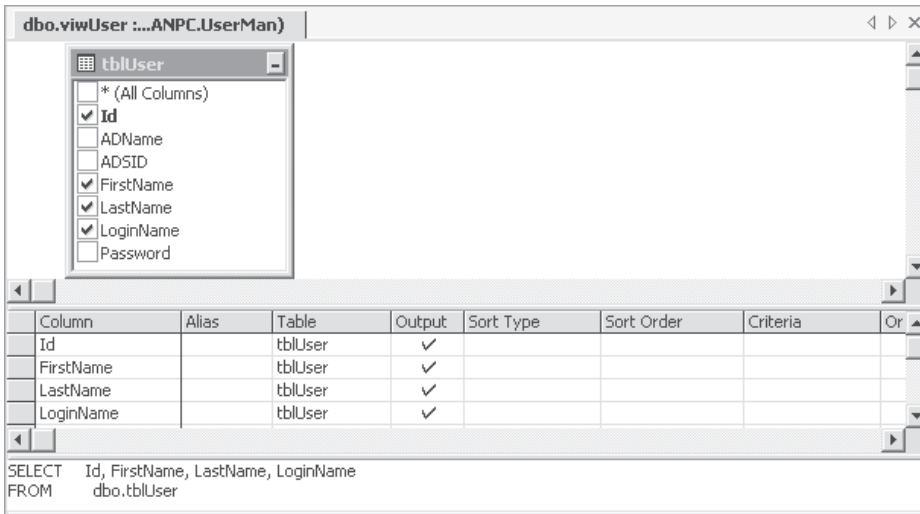 dbo.viwUser :...ANPC.UserMan)
tblUser
* (All Columns)
Id
ADName
ADSID
FirstName
LastName
LoginName
Password
Column Alias Table Output Sort Type Sort Order Criteria Or
Id tblUser
FirstName tblUser
LastName tblUser
LoginName tblUser
SELECT Id, FirstName, LastName, LoginName
FROM dbo.tblUser